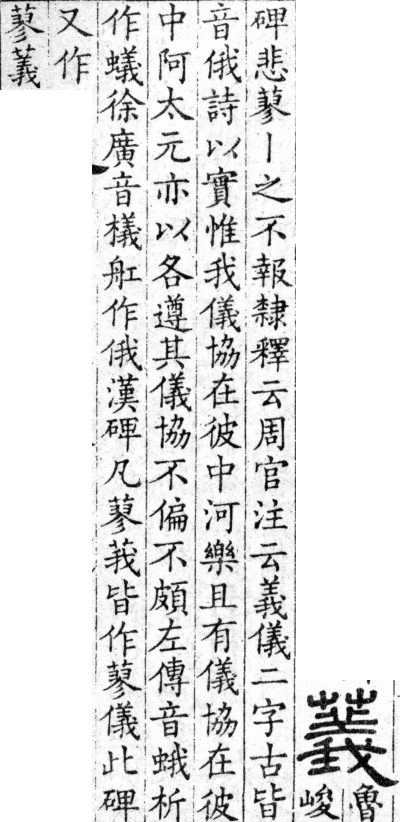 蘷
魯
峻
碑悲蓼丨之不報隸釋云周官注云義儀二字古皆
音俄詩以實惟我儀協在彼中河樂且有儀協在彼
中阿太元亦以各遵其儀協不偏不頗左傳音蛾析
作蟻徐廣音檥舡作俄漢碑凡蓼莪皆作蓼儀此碑
又作
蓼䕏